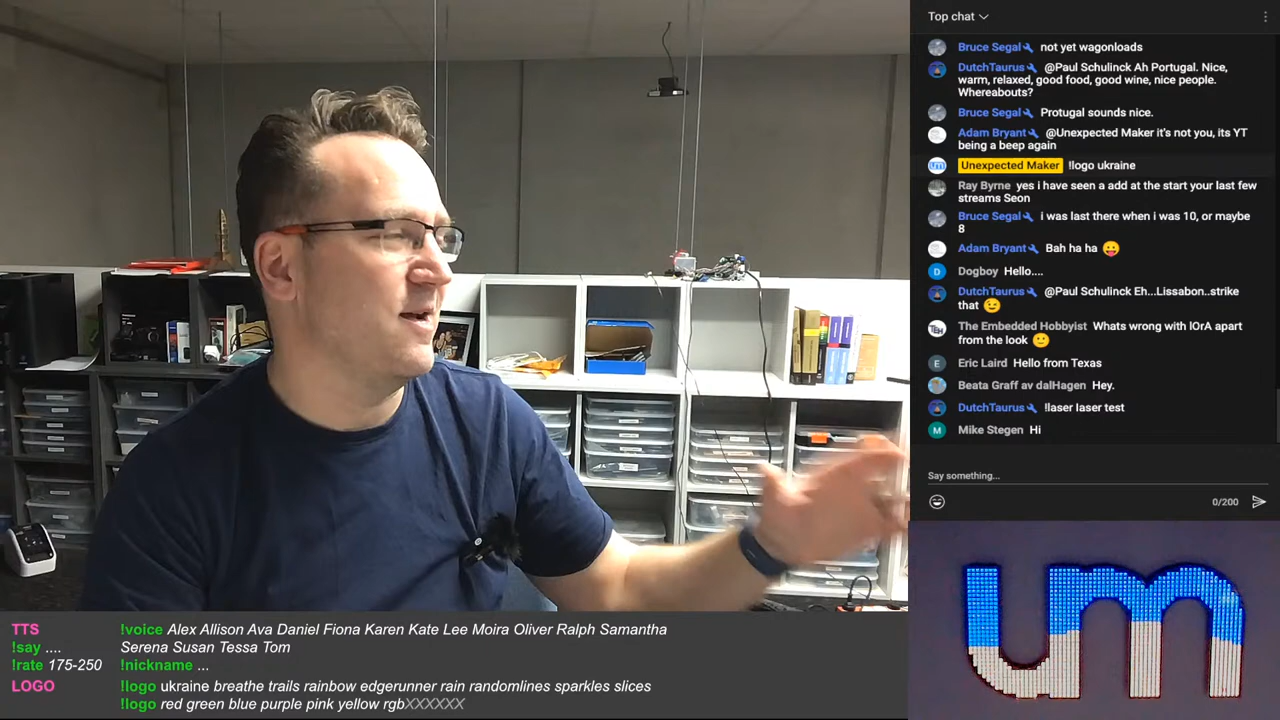 Top chat
Bruce Segal not yet wagonloads
DutchTaurus @Paul Schulinck Ah Portugal. Nice,
warm, relaxed, good food, good wine, nice people.
Whereabouts?
Bruce Segal Protugal sounds nice.
Adam Bryant @Unexpected Maker it's not you, its YT
being a beep again
Unexpected Maker !logo ukraine
Ray Byrne yes i have seen a add at the start your last few
streams Seon
Bruce Segal i was last there when i was 10, or maybe
8
Adam Bryant Bah ha ha 😛
D Dogboy Hello....
DutchTaurus @Paul Schulinck Eh...Lissabon..strike
that 😉
TEH The Embedded Hobbyist Whats wrong with IOrA apart
from the look 🙂
E Eric Laird Hello from Texas
Beata Graff av dalHagen Hey.
DutchTaurus !laser laser test
M Mike Stegen Hi
Say something...
0/200
um
TTS !voice Alex Allison Ava Daniel Fiona Karen Kate Lee Moira Oliver Ralph Samantha
!say .... Serena Susan Tessa Tom
!rate 175-250 !nickname ...
LOGO !logo ukraine breathe trails rainbow edgerunner rain randomlines sparkles slices
!logo red green blue purple pink yellow rgbXXXXXX